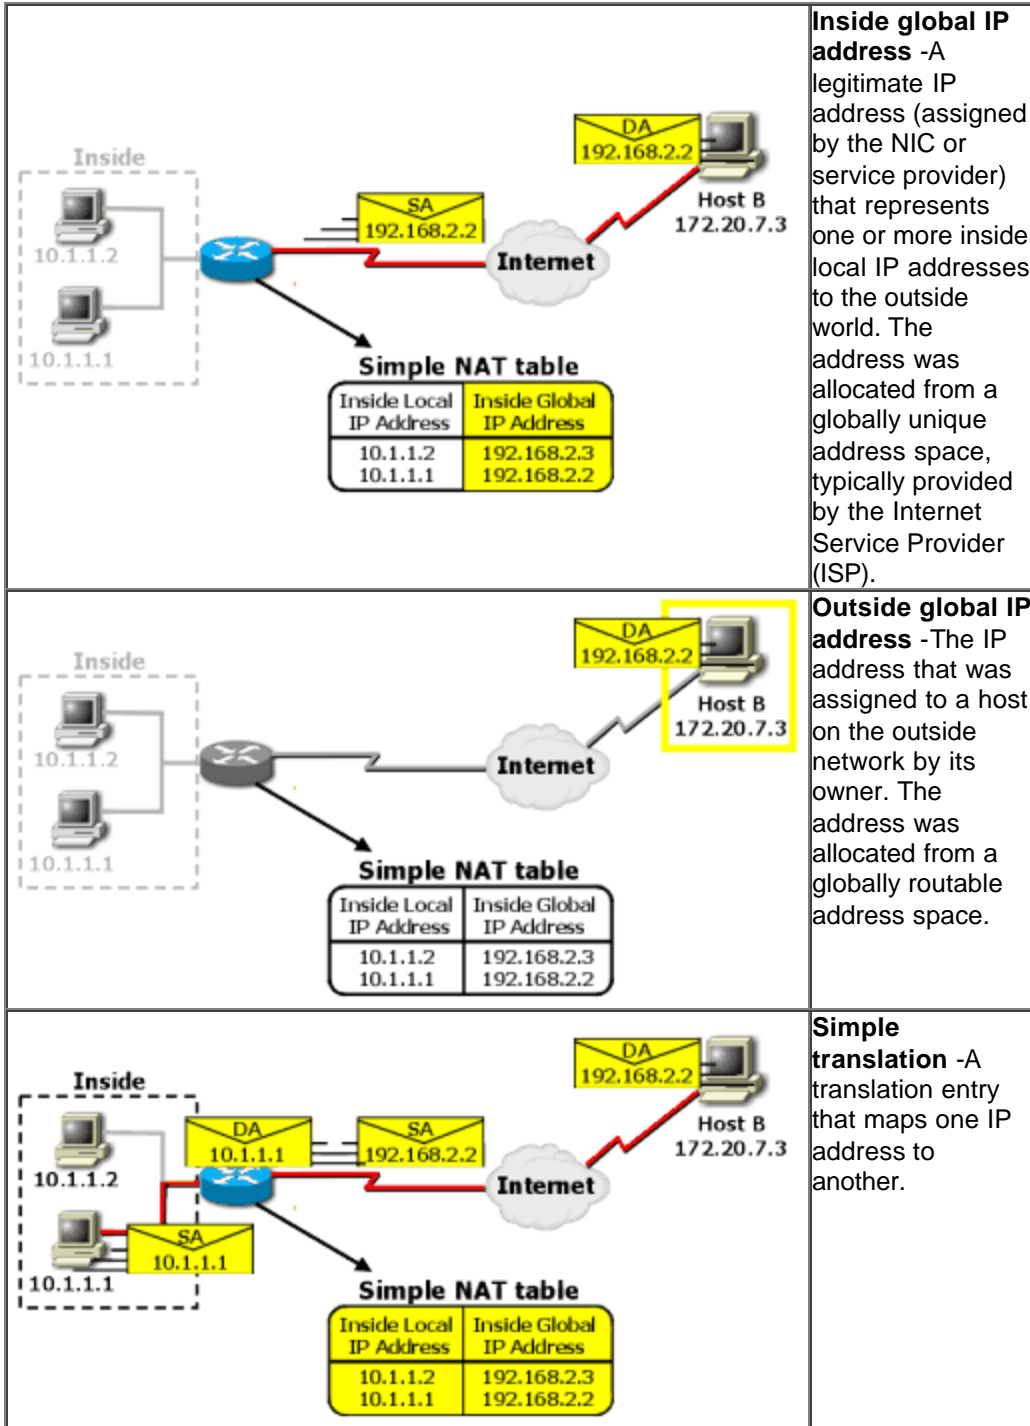 Inside
10.1.1.2
10.1.1.1
SA
192.168.2.2
Internet
DA
192.168.2.2
Host B
172.20.7.3
Simple NAT table
Inside Local IP Address
Inside Global IP Address
10.1.1.2 192.168.2.3
10.1.1.1 192.168.2.2
Inside global IP
address -A
legitimate IP
address (assigned
by the NIC or
service provider)
that represents
one or more inside
local IP addresses
to the outside
world. The
address was
allocated from a
globally unique
address space,
typically provided
by the Internet
Service Provider
(ISP).
Inside
10.1.1.2
10.1.1.1
Internet
DA
192.168.2.2
Host B
172.20.7.3
Simple NAT table
Inside Local IP Address
Inside Global IP Address
10.1.1.2 192.168.2.3
10.1.1.1 192.168.2.2
Outside global IP
address -The IP
address that was
assigned to a host
on the outside
network by its
owner. The
address was
allocated from a
globally routable
address space.
Inside
10.1.1.2
10.1.1.1
DA
10.1.1.1
SA
192.168.2.2
SA
10.1.1.1
Internet
DA
192.168.2.2
Host B
172.20.7.3
Simple NAT table
Inside Local IP Address
Inside Global IP Address
10.1.1.2 192.168.2.3
10.1.1.1 192.168.2.2
Simple
translation -A
translation entry
that maps one IP
address to
another.